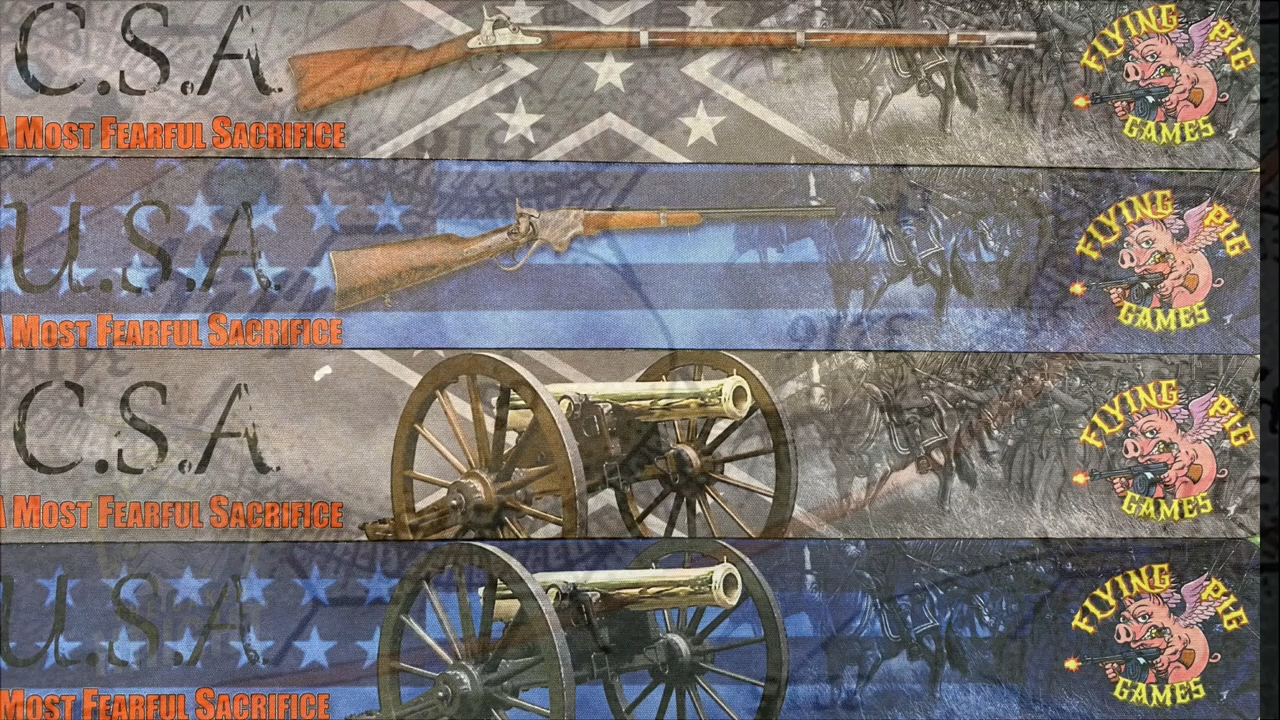 C.S.A.
A MOST FEARFUL SACRIFICE
FLYING PIG
GAMES
U.S.A.
A MOST FEARFUL SACRIFICE
FLYING PIG
GAMES
C.S.A.
A MOST FEARFUL SACRIFICE
FLYING PIG
GAMES
U.S.A.
A MOST FEARFUL SACRIFICE
FLYING PIG
GAMES